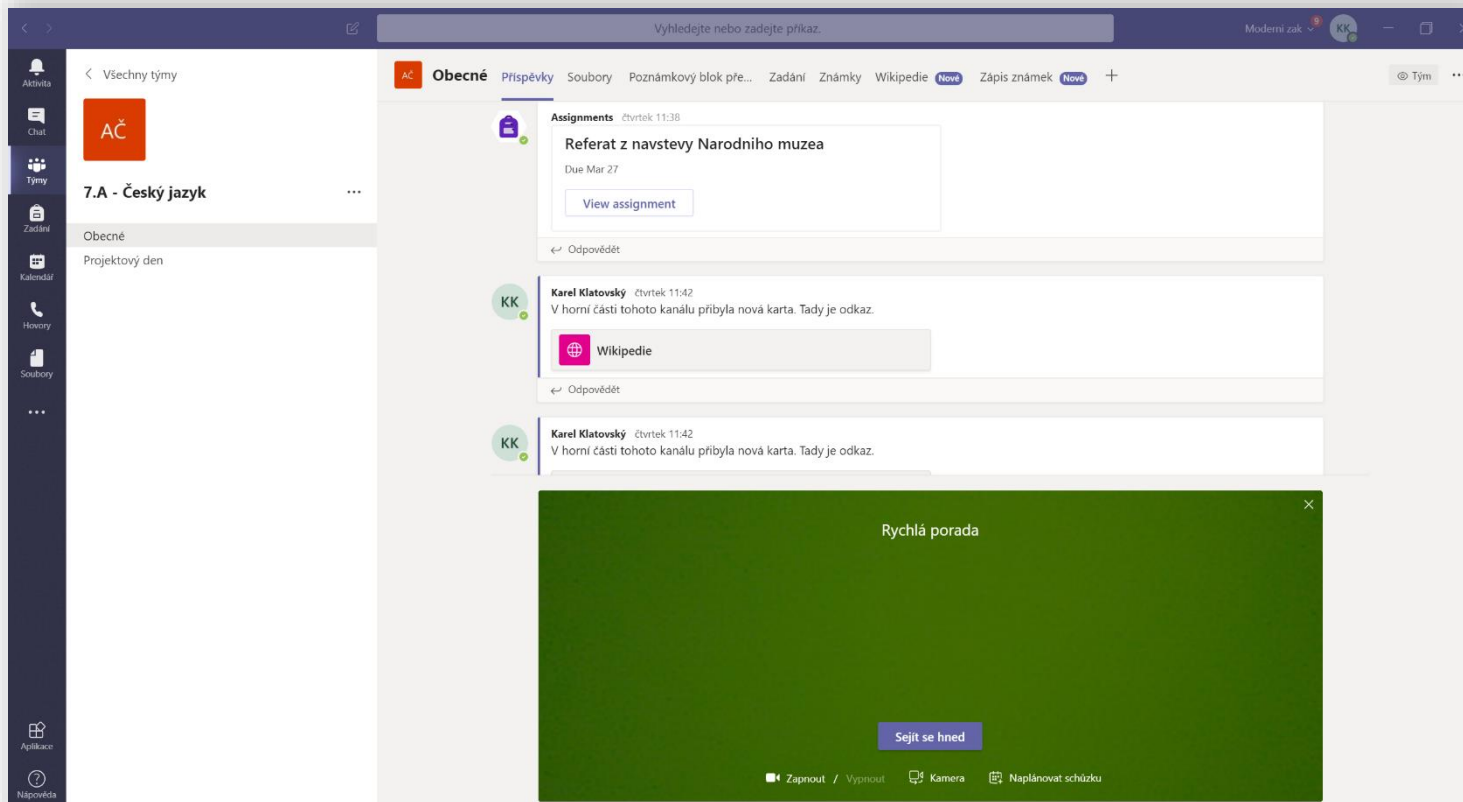 Vyhledejte nebo zadejte příkaz.
Moderni zak
9
KK
Aktivita
Chat
Týmy
Zadání
Kalendář
Hovory
Soubory
Aplikace
Nápověda
Všechny týmy
AČ
7.A - Český jazyk
Obecné
Projektový den
AČ Obecné Příspěvky Soubory Poznámkový blok pře... Zadání Známky Wikipedie Nové Zápis známek Nové
Tým
Assignments čtvrtek 11:38
Referat z navstevy Narodniho muzea
Due Mar 27
View assignment
Odpovědět
KK
Karel Klatovský čtvrtek 11:42
V horní části tohoto kanálu přibyla nová karta. Tady je odkaz.
Wikipedie
Odpovědět
KK
Karel Klatovský čtvrtek 11:42
V horní části tohoto kanálu přibyla nová karta. Tady je odkaz.
Rychlá porada
Sejít se hned
Zapnout / Vypnout Kamera Naplánovat schůzku